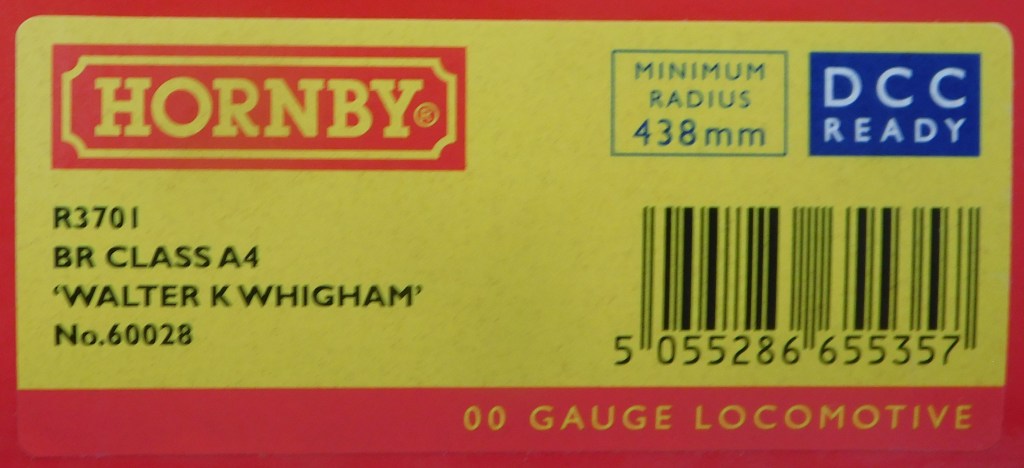 HORNBY®
MINIMUM
RADIUS
438mm
DCC
READY
R3701
BR CLASS A4
‘WALTER K WHIGHAM’
No.60028
5 055286 655357
00 GAUGE LOCOMOTIVE